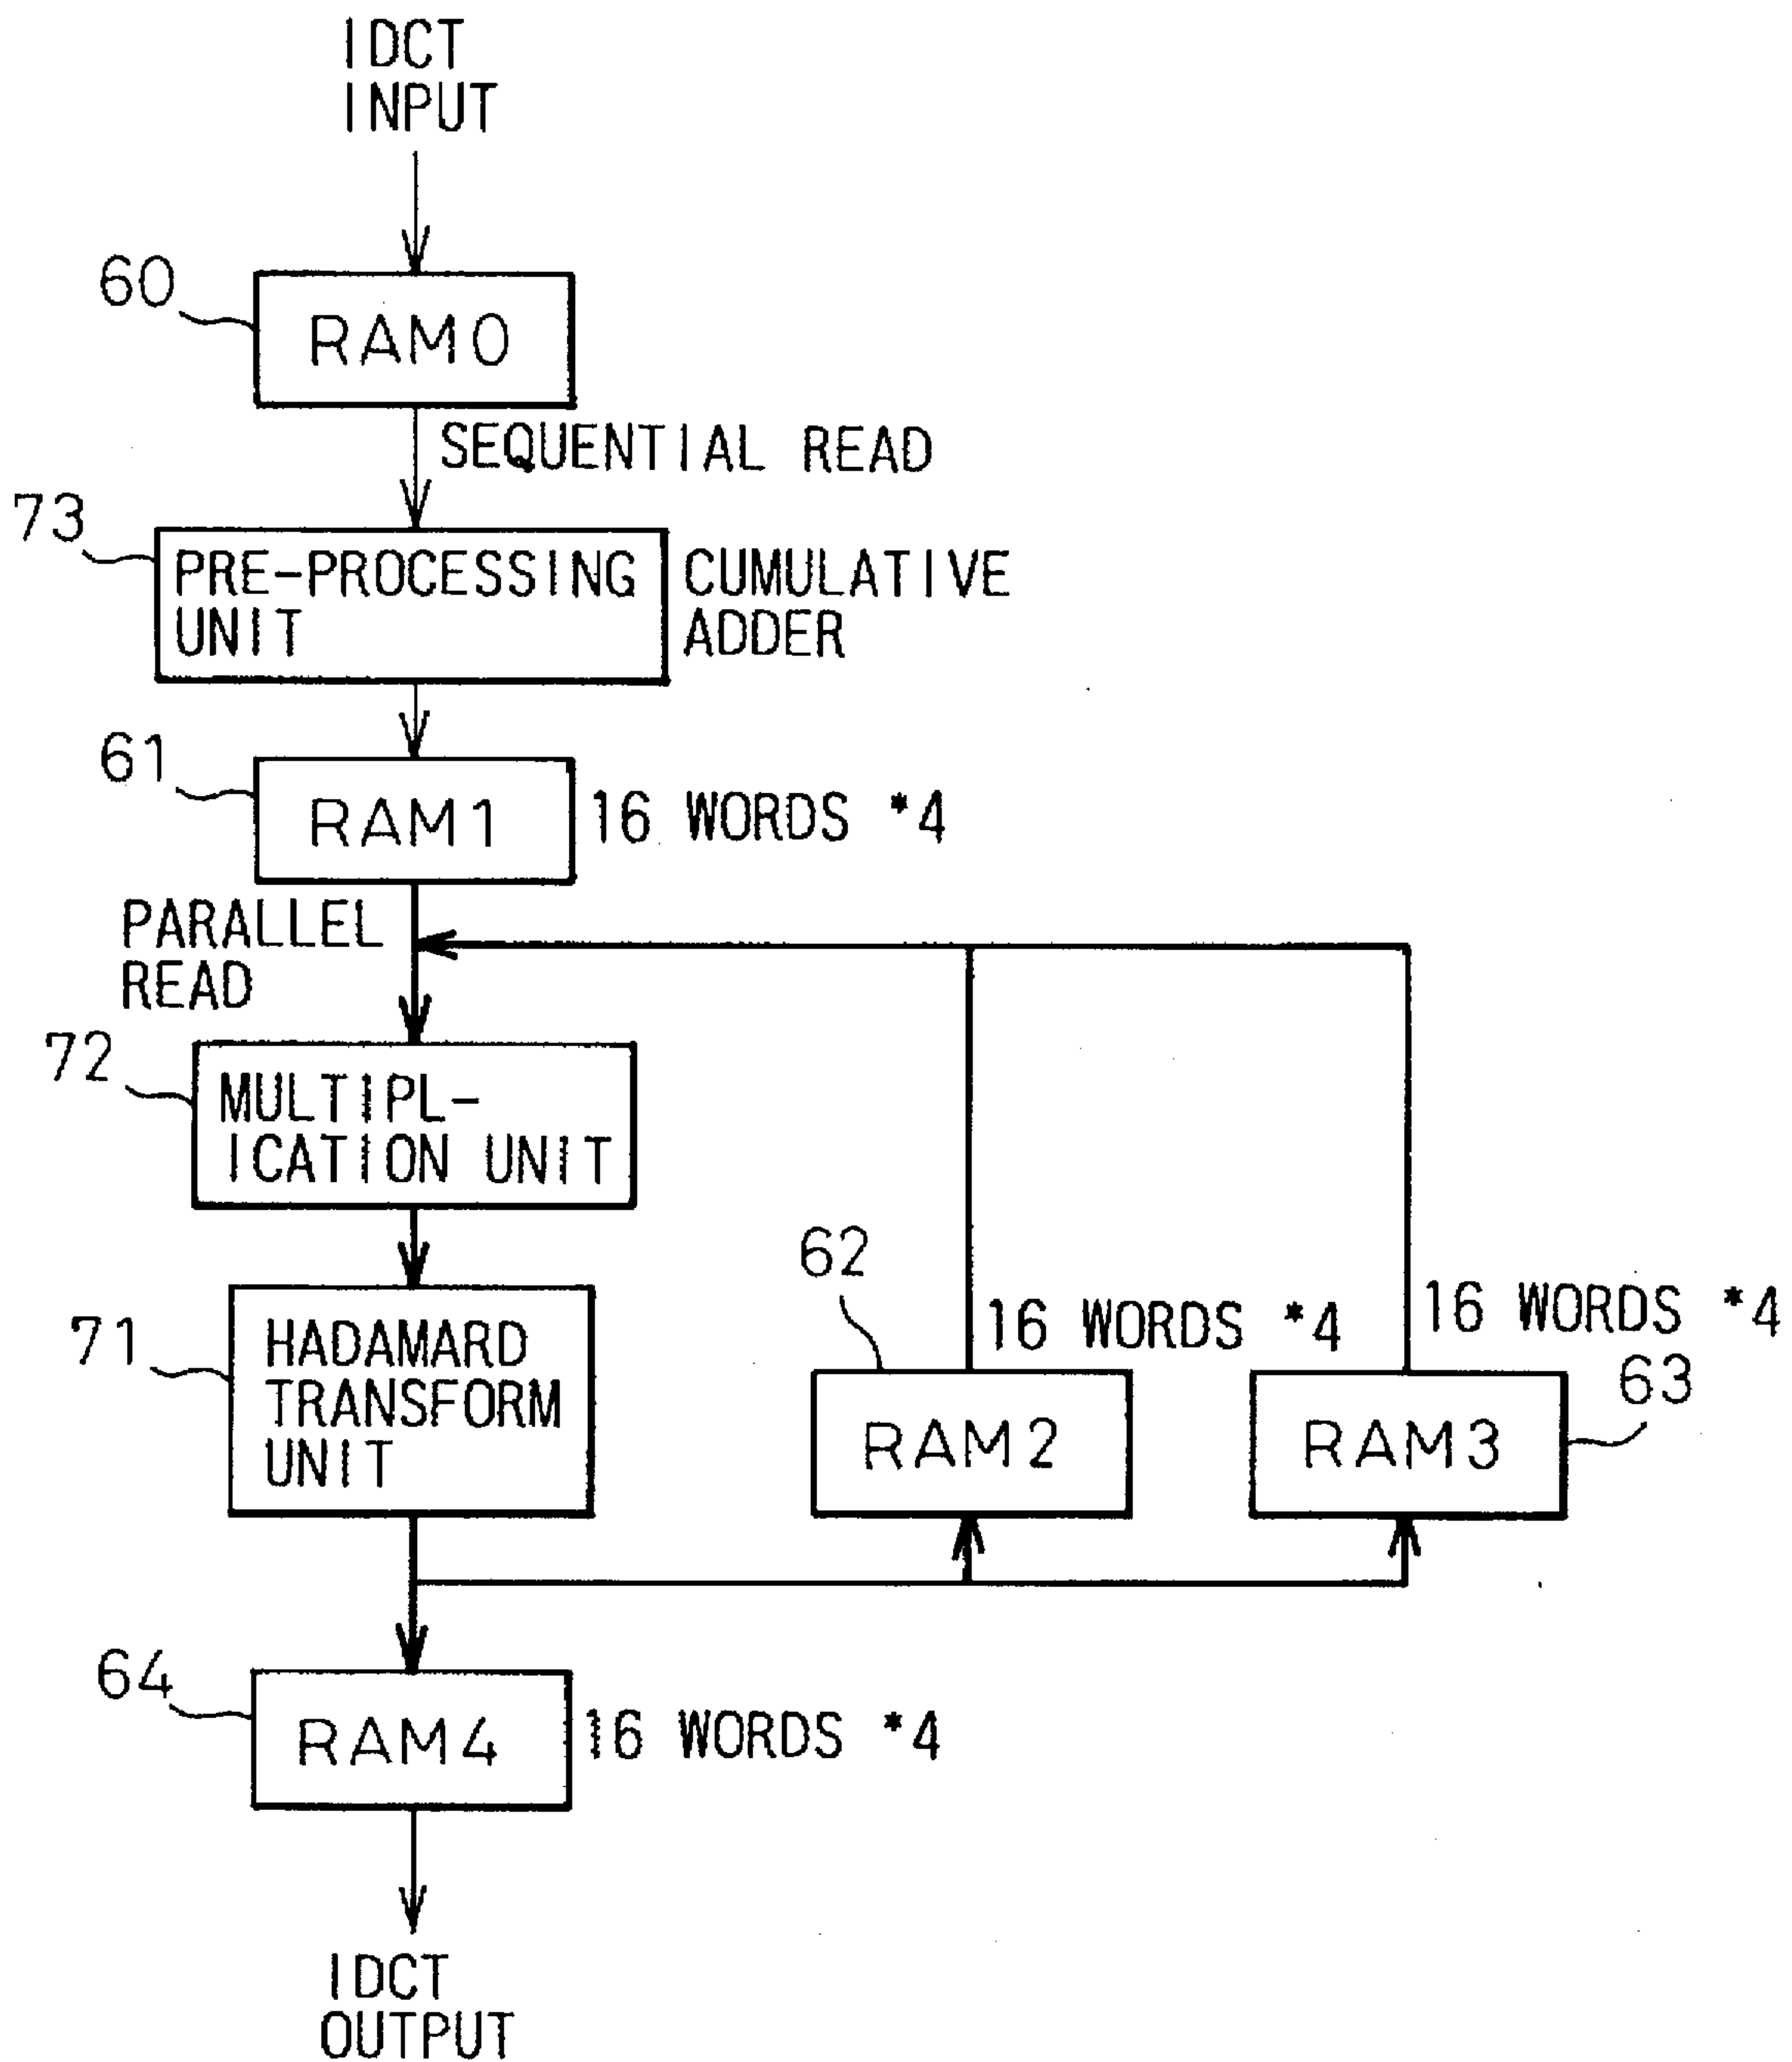 IDCT
INPUT
60
RAM0
SEQUENTIAL READ
73
PRE-PROCESSING
UNIT
CUMULATIVE
ADDER
61
RAM1
16 WORDS *4
PARALLEL
READ
72
MULTIPL-
ICATION UNIT
71
HADAMARD
TRANSFORM
UNIT
62
16 WORDS *4
RAM2
16 WORDS *4
63
RAM3
64
RAM4
16 WORDS *4
IDCT
OUTPUT